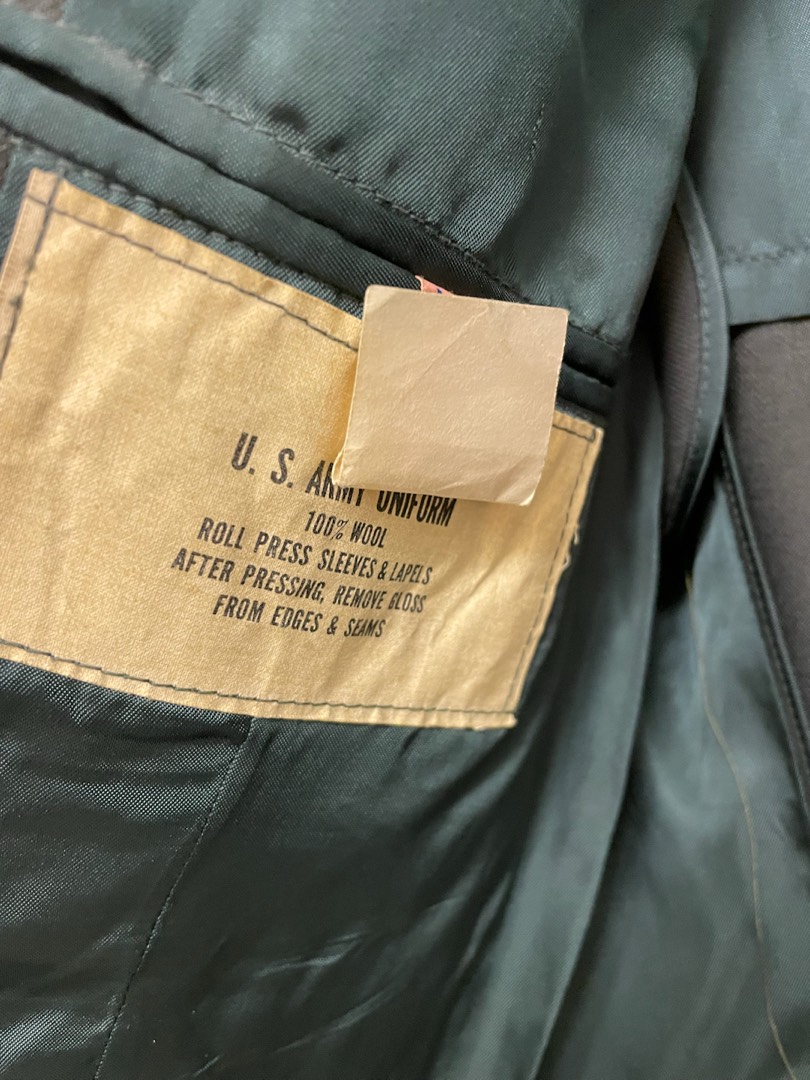 U. S. ARMY UNIFORM
100% WOOL
ROLL PRESS SLEEVES & LAPELS
AFTER PRESSING, REMOVE GLOSS
FROM EDGES & SEAMS